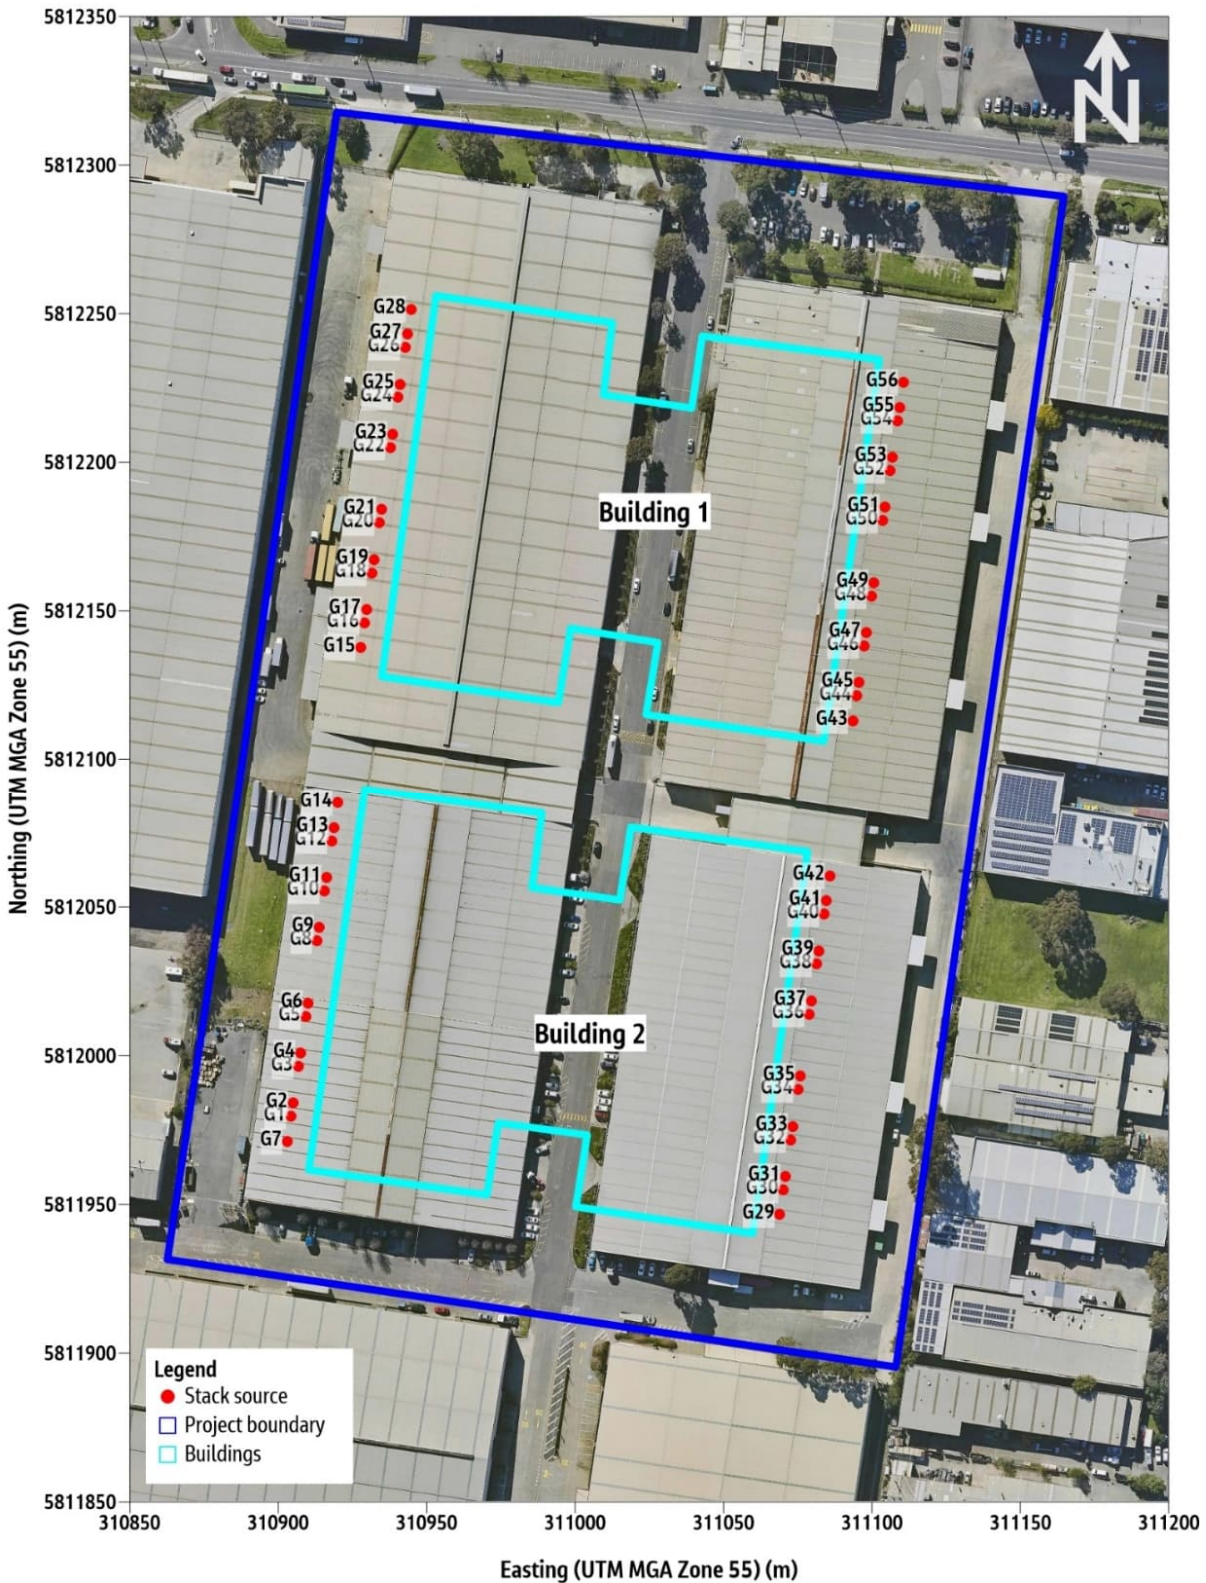 5812350
5812300
5812250
5812200
5812150
5812100
5812050
5812000
5811950
5811900
5811850
Northing (UTM MGA Zone 55) (m)
N
G28
G27
G26
G25
G24
G23
G22
G21
G20
G19
G18
G17
G16
G15
G14
G13
G12
G11
G10
G9
G8
G6
G5
G4
G3
G2
G1
G7
Building 1
Building 2
G56
G55
G54
G53
G52
G51
G50
G49
G48
G47
G46
G45
G44
G43
G42
G41
G40
G39
G38
G37
G36
G35
G34
G33
G32
G31
G30
G29
Legend
Stack source
Project boundary
Buildings
310850
310900
310950
311000
311050
311100
311150
311200
Easting (UTM MGA Zone 55) (m)